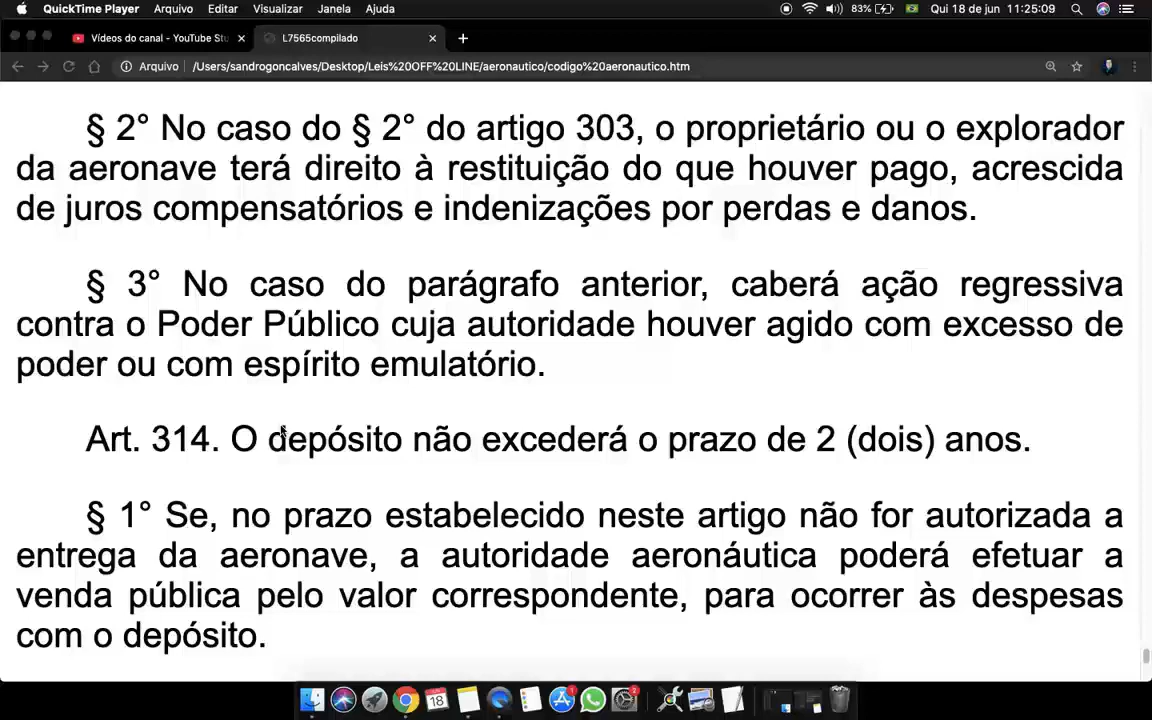 QuickTime Player Arquivo Editar Visualizar Janela Ajuda 83% Qui 18 de jun 11:25:09
Vídeos do canal - YouTube Stu L7565compilado
Arquivo /Users/sandrogoncalves/Desktop/Leis%20OFF%20LINE/aeronautico/codigo%20aeronautico.htm
§ 2° No caso do § 2° do artigo 303, o proprietário ou o explorador
da aeronave terá direito à restituição do que houver pago, acrescida
de juros compensatórios e indenizações por perdas e danos.
§ 3° No caso do parágrafo anterior, caberá ação regressiva
contra o Poder Público cuja autoridade houver agido com excesso de
poder ou com espírito emulatório.
Art. 314. O depósito não excederá o prazo de 2 (dois) anos.
§ 1° Se, no prazo estabelecido neste artigo não for autorizada a
entrega da aeronave, a autoridade aeronáutica poderá efetuar a
venda pública pelo valor correspondente, para ocorrer às despesas
com o depósito.
18